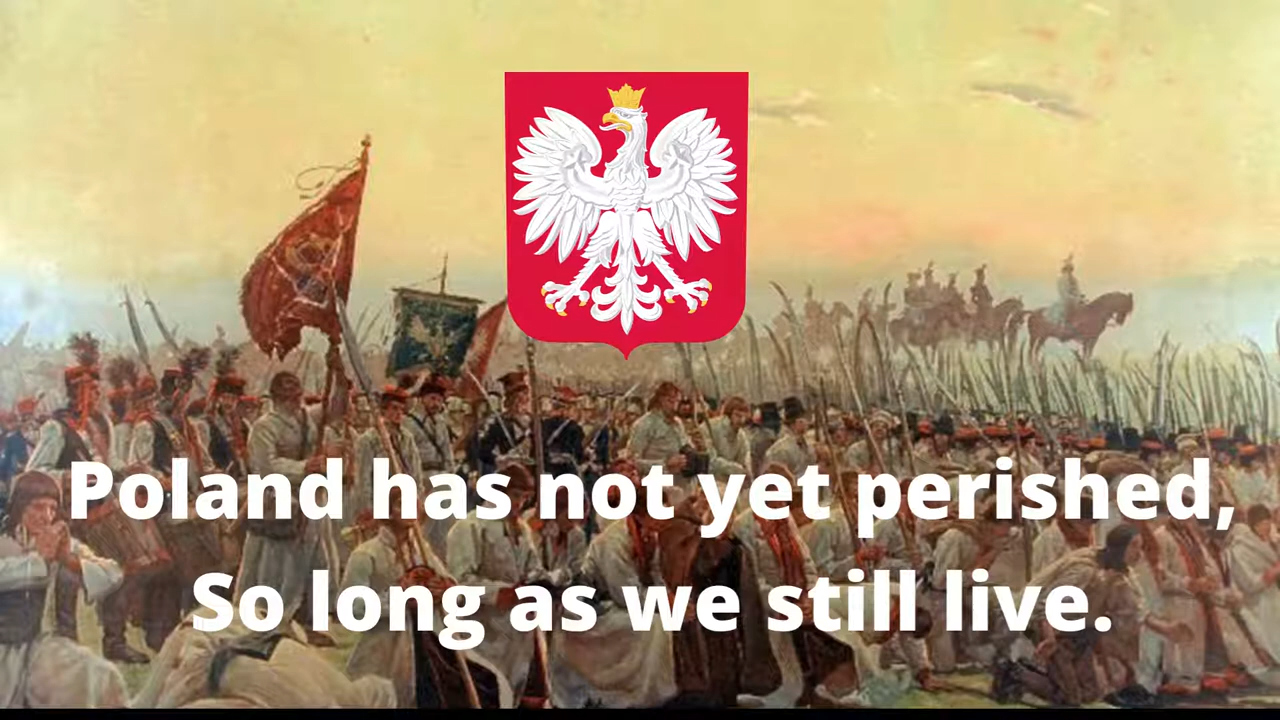 Poland has not yet perished,
So long as we still live.